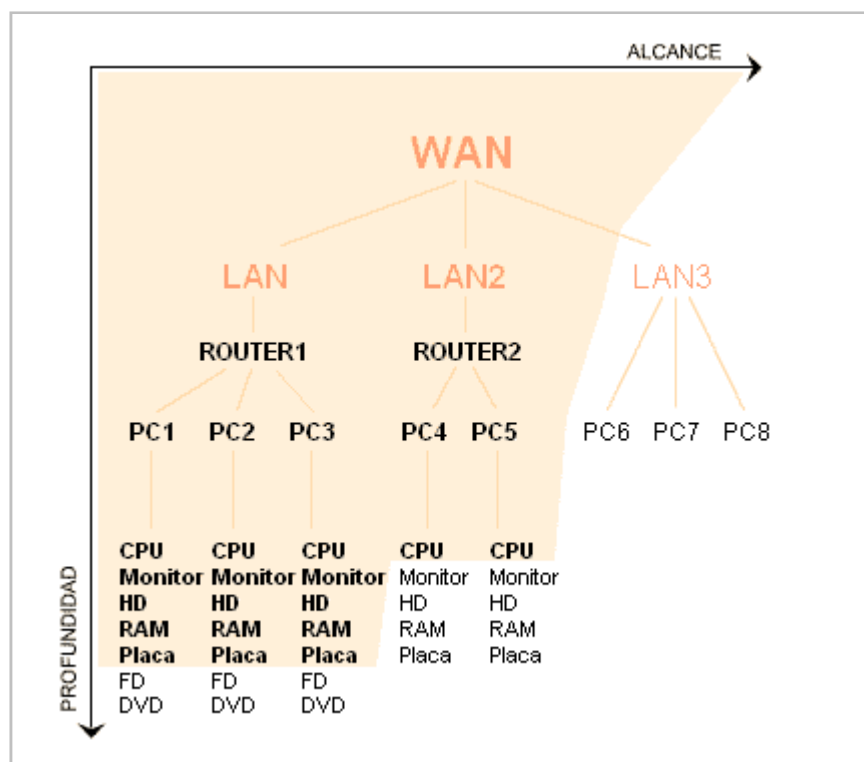 ALCANCE
WAN
LAN LAN2 LAN3
ROUTER1 ROUTER2
PC1 PC2 PC3 PC4 PC5 PC6 PC7 PC8
CPU CPU CPU CPU CPU
Monitor Monitor Monitor Monitor Monitor
HD HD HD HD HD
RAM RAM RAM RAM RAM
Placa Placa Placa Placa Placa
FD FD FD
DVD DVD DVD
PROFUNDIDAD